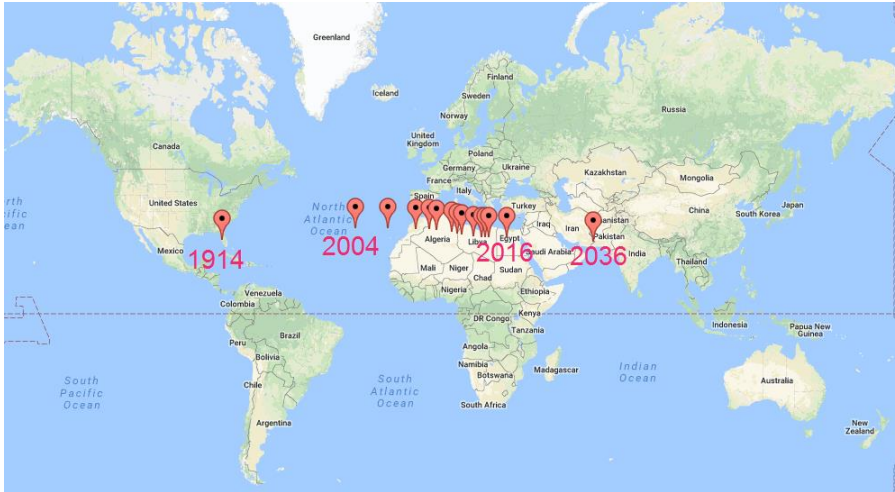 Greenland
Iceland
Finland
Sweden
Norway
Russia
United
Kingdom
Canada
Poland
Germany
Ukraine
France
Kazakhstan
Mongolia
Italy
Spain
Turkey
United States
North
Atlantic
Ocean
China
South Korea
Japan
Iraq
Iran
Pakistan
Algeria
Libya
Egypt
Saudi Arabia
India
Mexico
1914
2004
2016
2036
Mali
Niger
Chad
Sudan
Thailand
Nigeria
Ethiopia
Venezuela
Colombia
Kenya
DR Congo
Tanzania
Indonesia
Papua New
Guinea
Brazil
Peru
Angola
Bolivia
Namibia
Botswana
Madagascar
South
Pacific
Ocean
Chile
South
Atlantic
Ocean
Indian
Ocean
Australia
South Africa
Argentina
New
Zealand